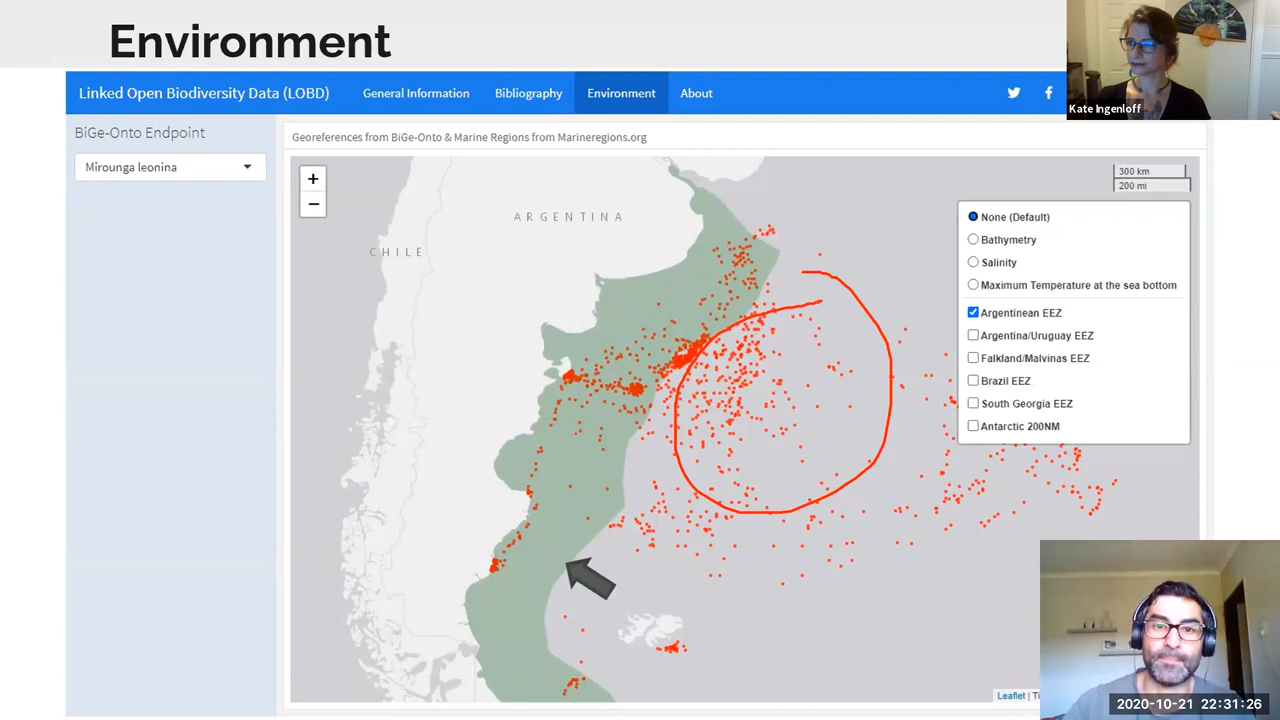 Environment
Kate Ingenloff
Linked Open Biodiversity Data (LOBD)
General Information
Bibliography
Environment
About
BiGe-Onto Endpoint
Mirounga leonina
Georeferences from BiGe-Onto & Marine Regions from Marineregions.org
+
−
300 km
200 mi
ARGENTINA
CHILE
None (Default)
Bathymetry
Salinity
Maximum Temperature at the sea bottom
Argentinean EEZ
Argentina/Uruguay EEZ
Falkland/Malvinas EEZ
Brazil EEZ
South Georgia EEZ
Antarctic 200NM
Leaflet |
2020-10-21 22:31:26